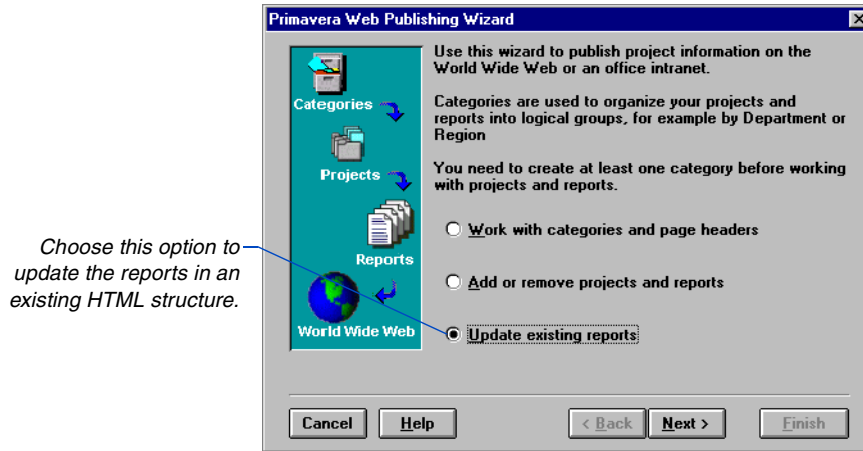 Primavera Web Publishing Wizard
Categories
Projects
Reports
World Wide Web
Use this wizard to publish project information on the
World Wide Web or an office intranet.
Categories are used to organize your projects and
reports into logical groups, for example by Department or
Region
You need to create at least one category before working
with projects and reports.
Work with categories and page headers
Add or remove projects and reports
Update existing reports
Choose this option to
update the reports in an
existing HTML structure.
Cancel
Help
< Back
Next >
Finish